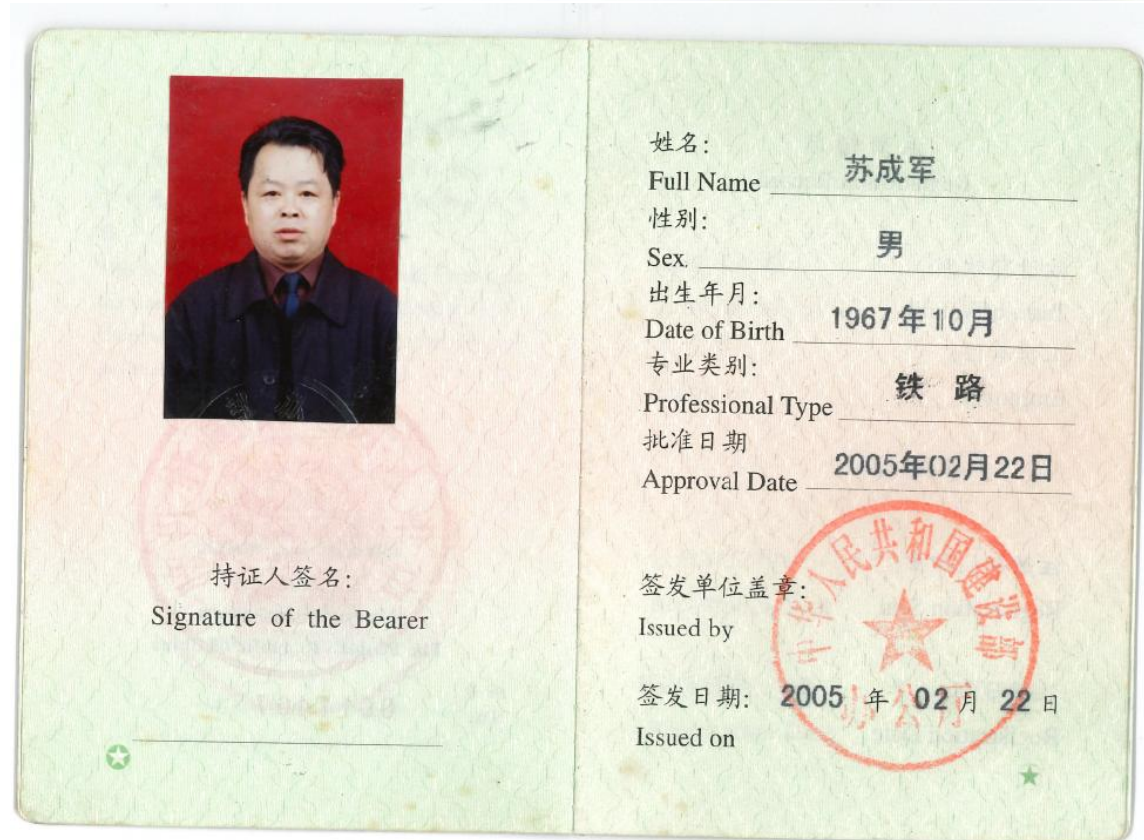 持证人签名:
Signature of the Bearer
姓名:
Full Name 苏成军
性别:
Sex 男
出生年月:
Date of Birth 1967年10月
专业类别:
Professional Type 铁 路
批准日期
Approval Date 2005年02月22日
中华人民共和国建设部
办公厅
签发单位盖章:
Issued by
签发日期: 2005 年 02 月 22 日
Issued on